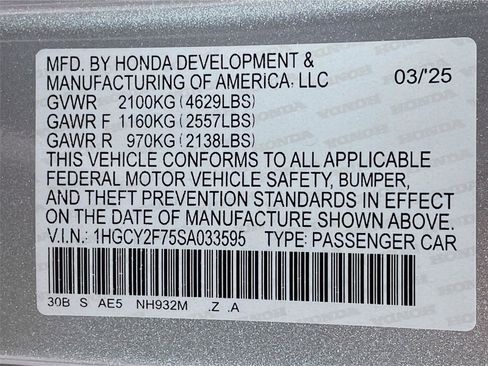 MFD. BY HONDA DEVELOPMENT &
MANUFACTURING OF AMERICA, LLC 03/'25
GVWR 2100KG (4629LBS)
GAWR F 1160KG (2557LBS)
GAWR R 970KG (2138LBS)
THIS VEHICLE CONFORMS TO ALL APPLICABLE
FEDERAL MOTOR VEHICLE SAFETY, BUMPER,
AND THEFT PREVENTION STANDARDS IN EFFECT
ON THE DATE OF MANUFACTURE SHOWN ABOVE.
V.I.N.: 1HGCY2F75SA033595 TYPE: PASSENGER CAR
30B S AE5 NH932M .Z .A